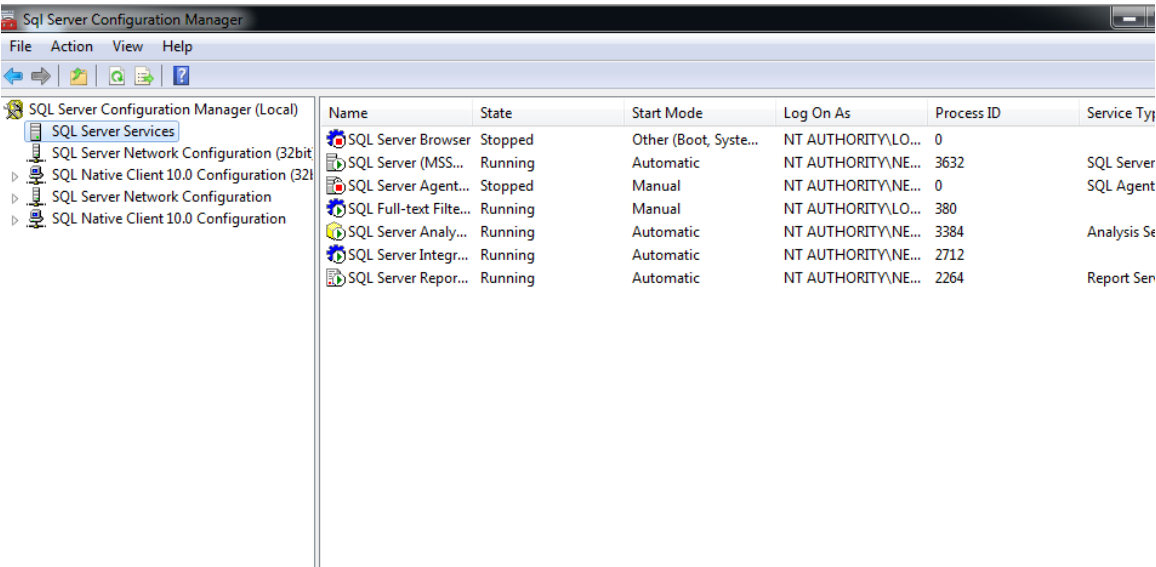 Sql Server Configuration Manager
File Action View Help
SQL Server Configuration Manager (Local)
SQL Server Services
SQL Server Network Configuration (32bit
SQL Native Client 10.0 Configuration (32
SQL Server Network Configuration
SQL Native Client 10.0 Configuration
Name State Start Mode Log On As Process ID Service Typ
SQL Server Browser Stopped Other (Boot, Syste... NT AUTHORITY\LO... 0
SQL Server (MSS... Running Automatic NT AUTHORITY\NE... 3632 SQL Server
SQL Server Agent... Stopped Manual NT AUTHORITY\NE... 0 SQL Agent
SQL Full-text Filte... Running Manual NT AUTHORITY\LO... 380
SQL Server Analy... Running Automatic NT AUTHORITY\NE... 3384 Analysis Se
SQL Server Integr... Running Automatic NT AUTHORITY\NE... 2712
SQL Server Repor... Running Automatic NT AUTHORITY\NE... 2264 Report Ser